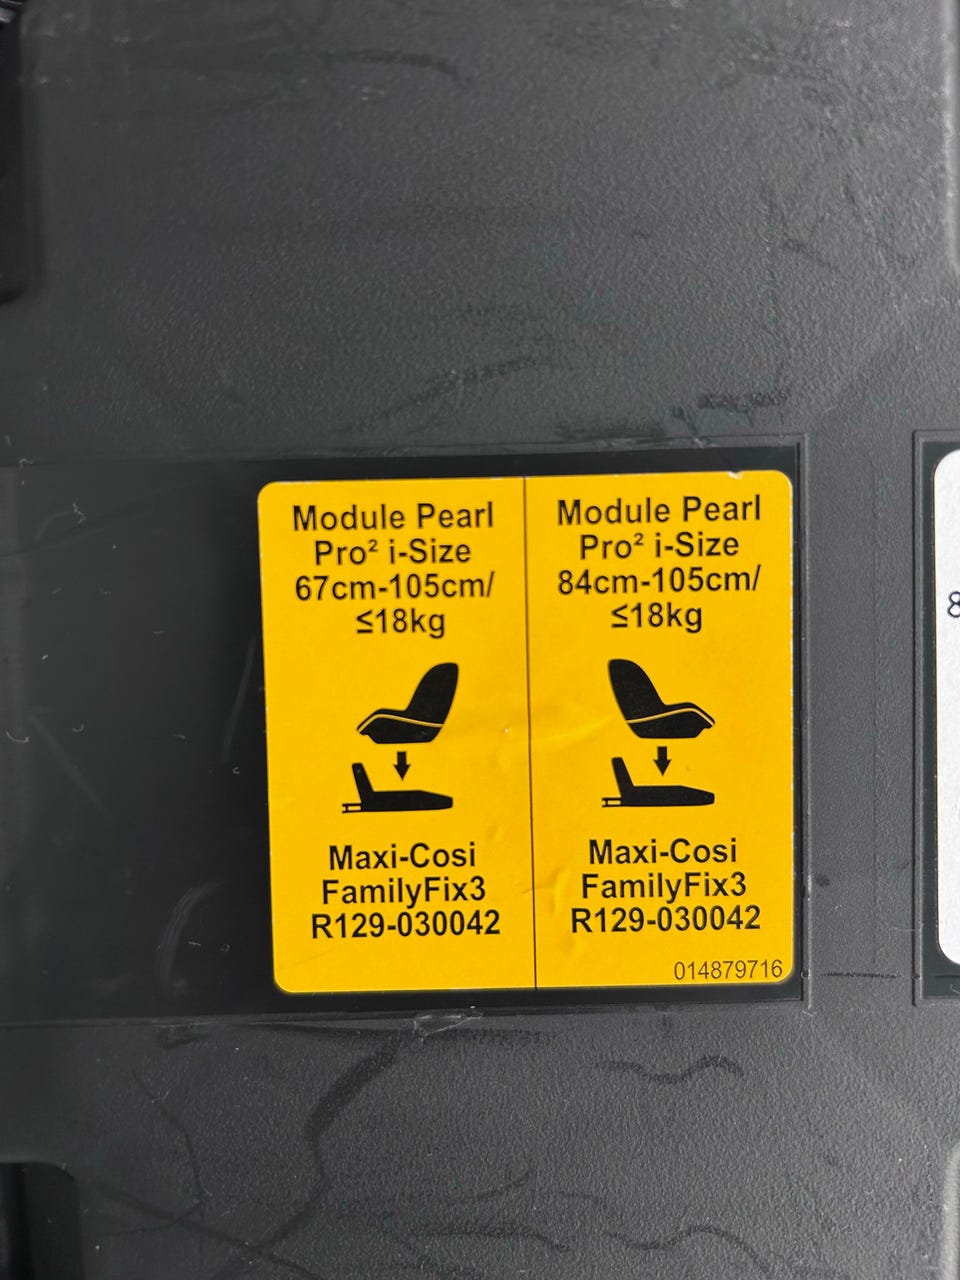 Module Pearl
Pro² i-Size
67cm-105cm/
≤18kg
Maxi-Cosi
FamilyFix3
R129-030042
Module Pearl
Pro² i-Size
84cm-105cm/
≤18kg
Maxi-Cosi
FamilyFix3
R129-030042
014879716
8